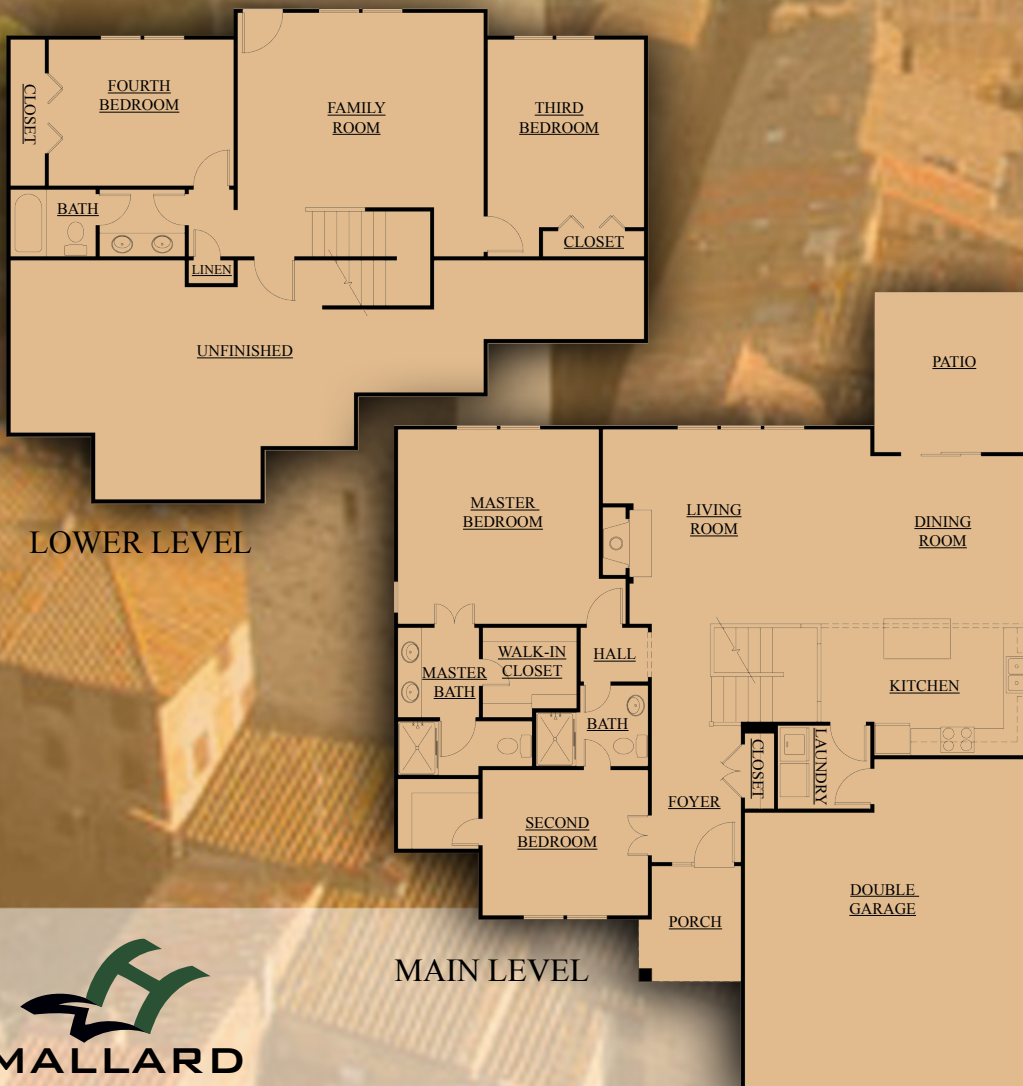 CLOSET
FOURTH
BEDROOM
FAMILY
ROOM
THIRD
BEDROOM
BATH
CLOSET
LINEN
UNFINISHED
LOWER LEVEL
PATIO
MASTER
BEDROOM
LIVING
ROOM
DINING
ROOM
WALK-IN
CLOSET
HALL
MASTER
BATH
KITCHEN
BATH
CLOSET
LAUNDRY
FOYER
SECOND
BEDROOM
DOUBLE
GARAGE
PORCH
MAIN LEVEL
MALLARD